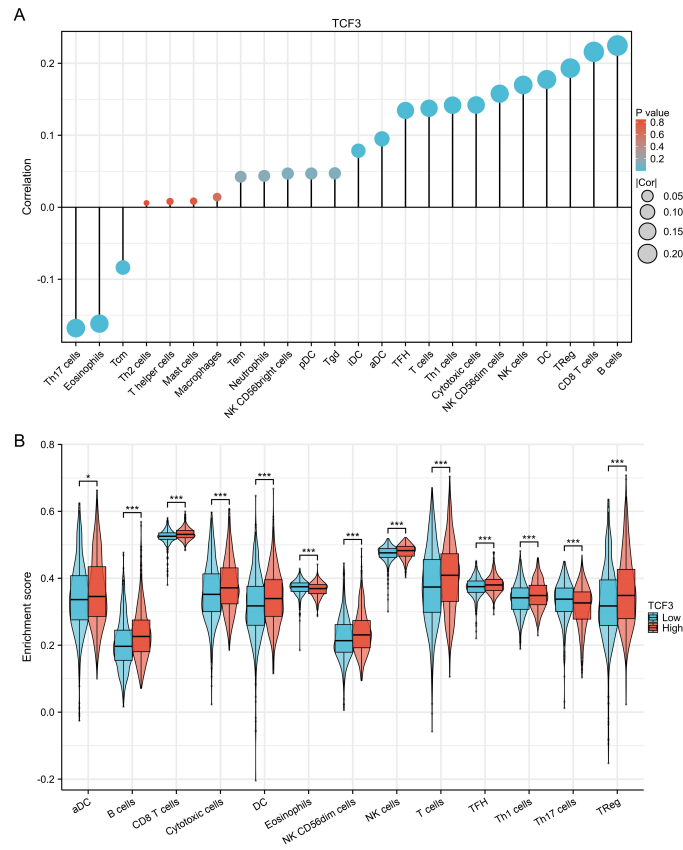 A
TCF3
Correlation
0.2
0.1
0.0
-0.1
Th17 cells
Eosinophils
Tcm
Th2 cells
T helper cells
Mast cells
Macrophages
Tem
Neutrophils
NK CD56bright cells
pDC
Tgd
iDC
aDC
TFH
T cells
Th1 cells
Cytotoxic cells
NK CD56dim cells
NK cells
DC
TReg
CD8 T cells
B cells
P value
0.8
0.6
0.4
0.2
|Cor|
0.05
0.10
0.15
0.20
B
Enrichment score
0.8
0.6
0.4
0.2
0.0
-0.2
*
***
***
***
***
***
***
***
***
***
***
***
***
aDC
B cells
CD8 T cells
Cytotoxic cells
DC
Eosinophils
NK CD56dim cells
NK cells
T cells
TFH
Th1 cells
Th17 cells
TReg
TCF3
Low
High